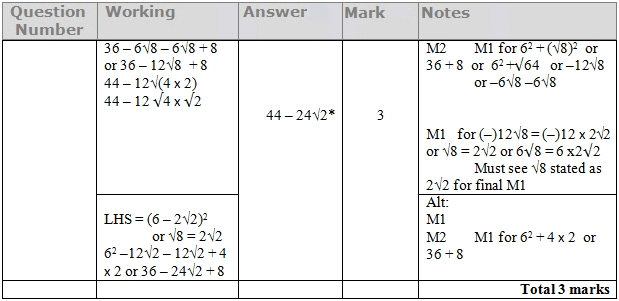 Question Number
Working
Answer
Mark
Notes
36 – 6√8 – 6√8 + 8
or 36 – 12√8 + 8
44 – 12√(4 x 2)
44 – 12 √4 x √2
44 – 24√2*
3
M2 M1 for 6² + (√8)² or
36 + 8 or 6² +√64 or –12√8
or –6√8 –6√8
M1 for (–)12√8 = (–)12 x 2√2
or √8 = 2√2 or 6√8 = 6 x2√2
Must see √8 stated as
2√2 for final M1
LHS = (6 – 2√2)²
or √8 = 2√2
6² –12√2 – 12√2 + 4
x 2 or 36 – 24√2 + 8
Alt:
M1
M2 M1 for 6² + 4 x 2 or
36 + 8
Total 3 marks